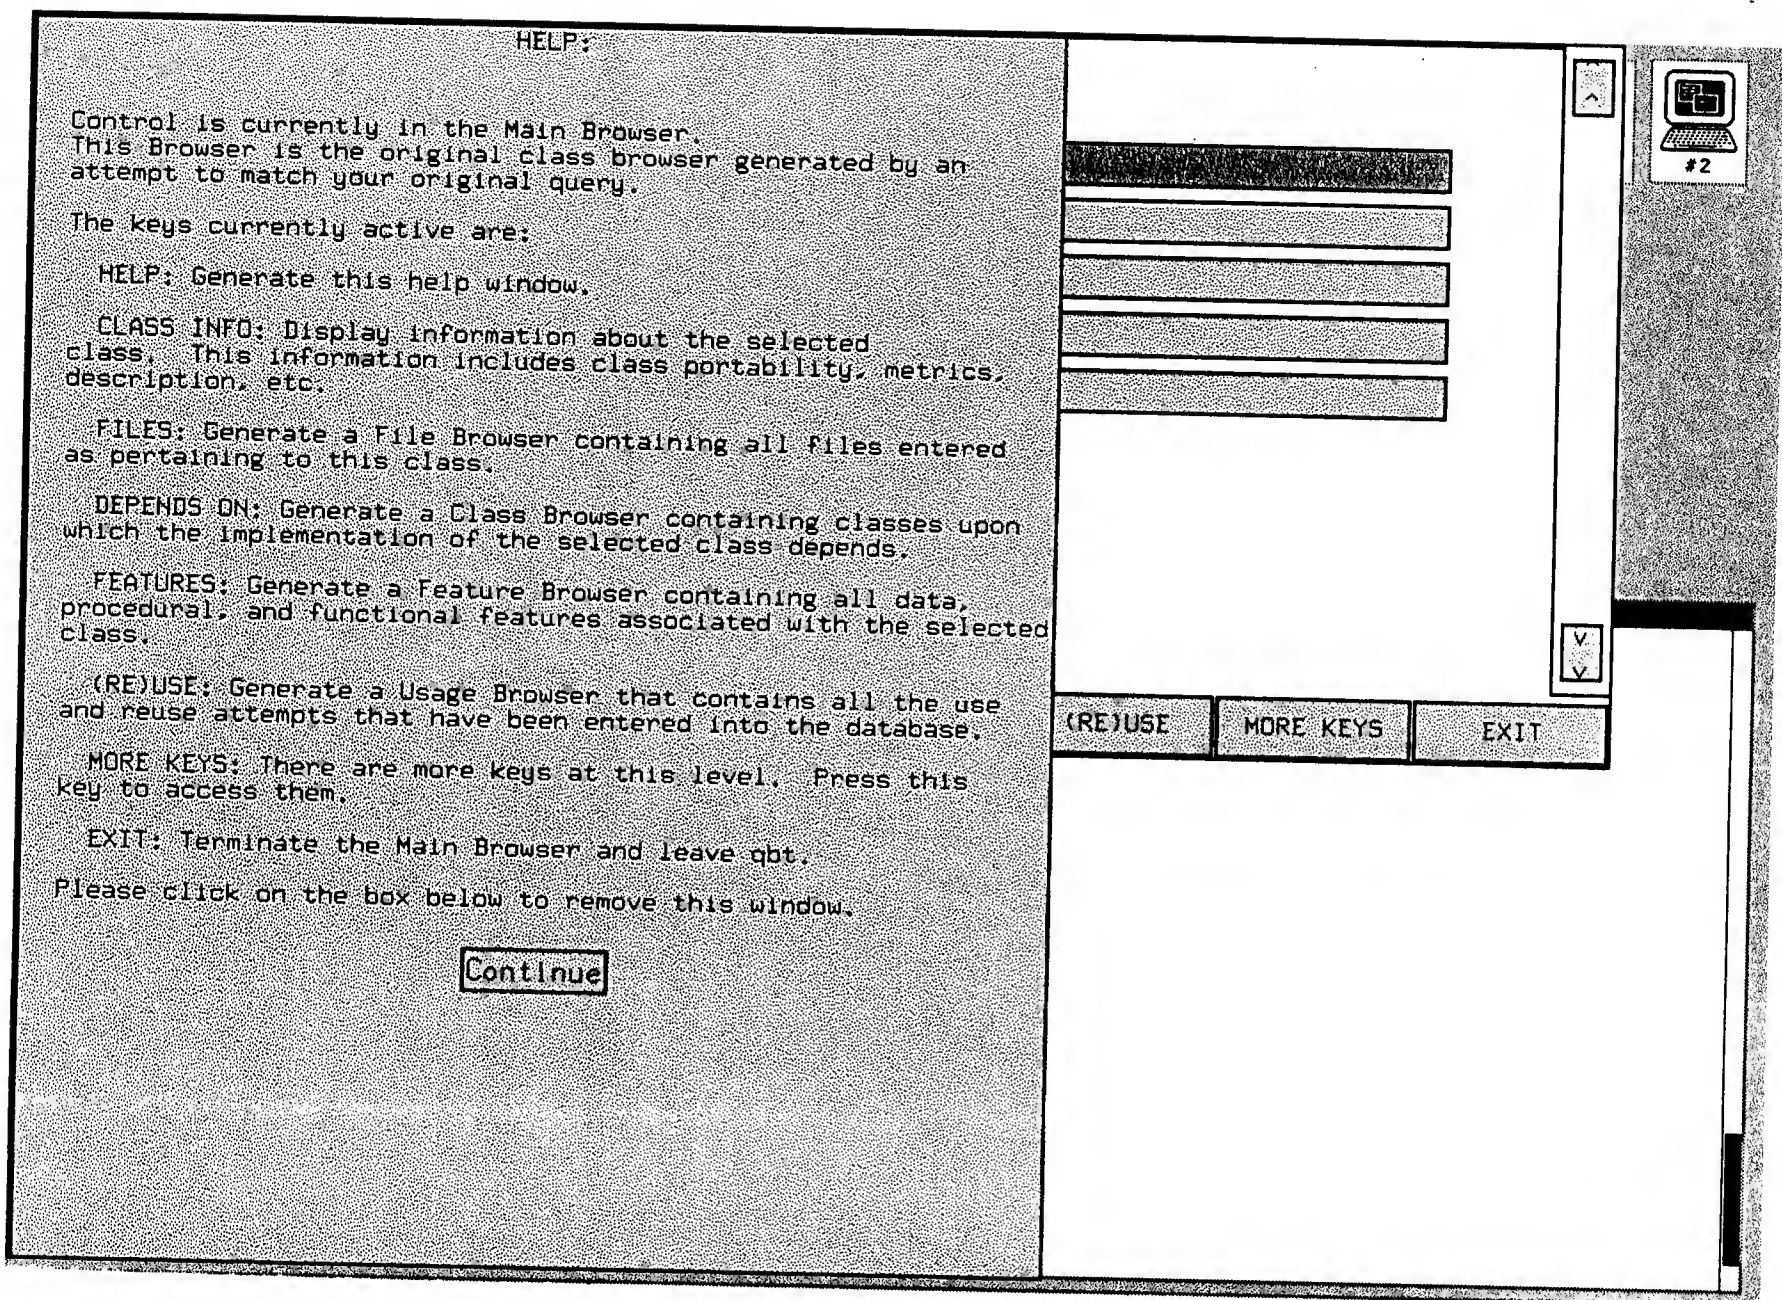 HELP:
Control is currently in the Main Browser.
This Browser is the original class browser generated by an
attempt to match your original query.
The keys currently active are:
HELP: Generate this help window.
CLASS INFO: Display information about the selected
class. This information includes class portability, metrics,
description, etc.
FILES: Generate a File Browser containing all files entered
as pertaining to this class.
DEPENDS ON: Generate a Class Browser containing classes upon
which the implementation of the selected class depends.
FEATURES: Generate a Feature Browser containing all data,
procedural, and functional features associated with the selected
class.
(RE)USE: Generate a Usage Browser that contains all the use
and reuse attempts that have been entered into the database.
MORE KEYS: There are more keys at this level. Press this
key to access them.
EXIT: Terminate the Main Browser and leave qbt.
Please click on the box below to remove this window.
Continue
(RE)USE
MORE KEYS
EXIT
#2